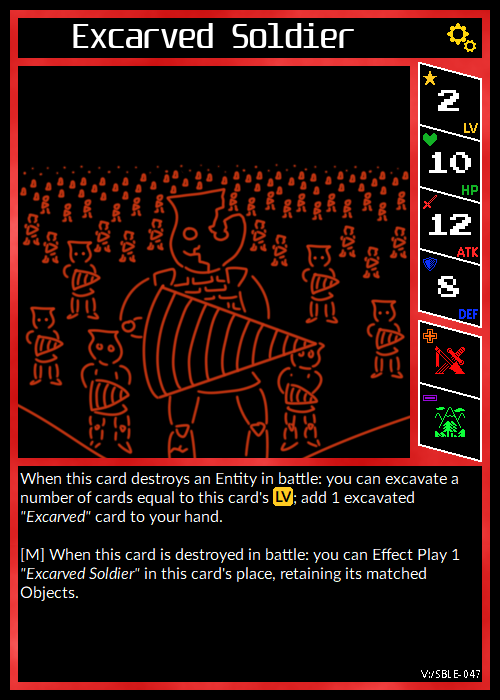 Excarved Soldier
2
LV
10
HP
12
ATK
8
DEF
When this card destroys an Entity in battle: you can excavate a
number of cards equal to this card's LV; add 1 excavated
"Excarved" card to your hand.
[M] When this card is destroyed in battle: you can Effect Play 1
"Excarved Soldier" in this card's place, retaining its matched
Objects.
V:/SBLE-047